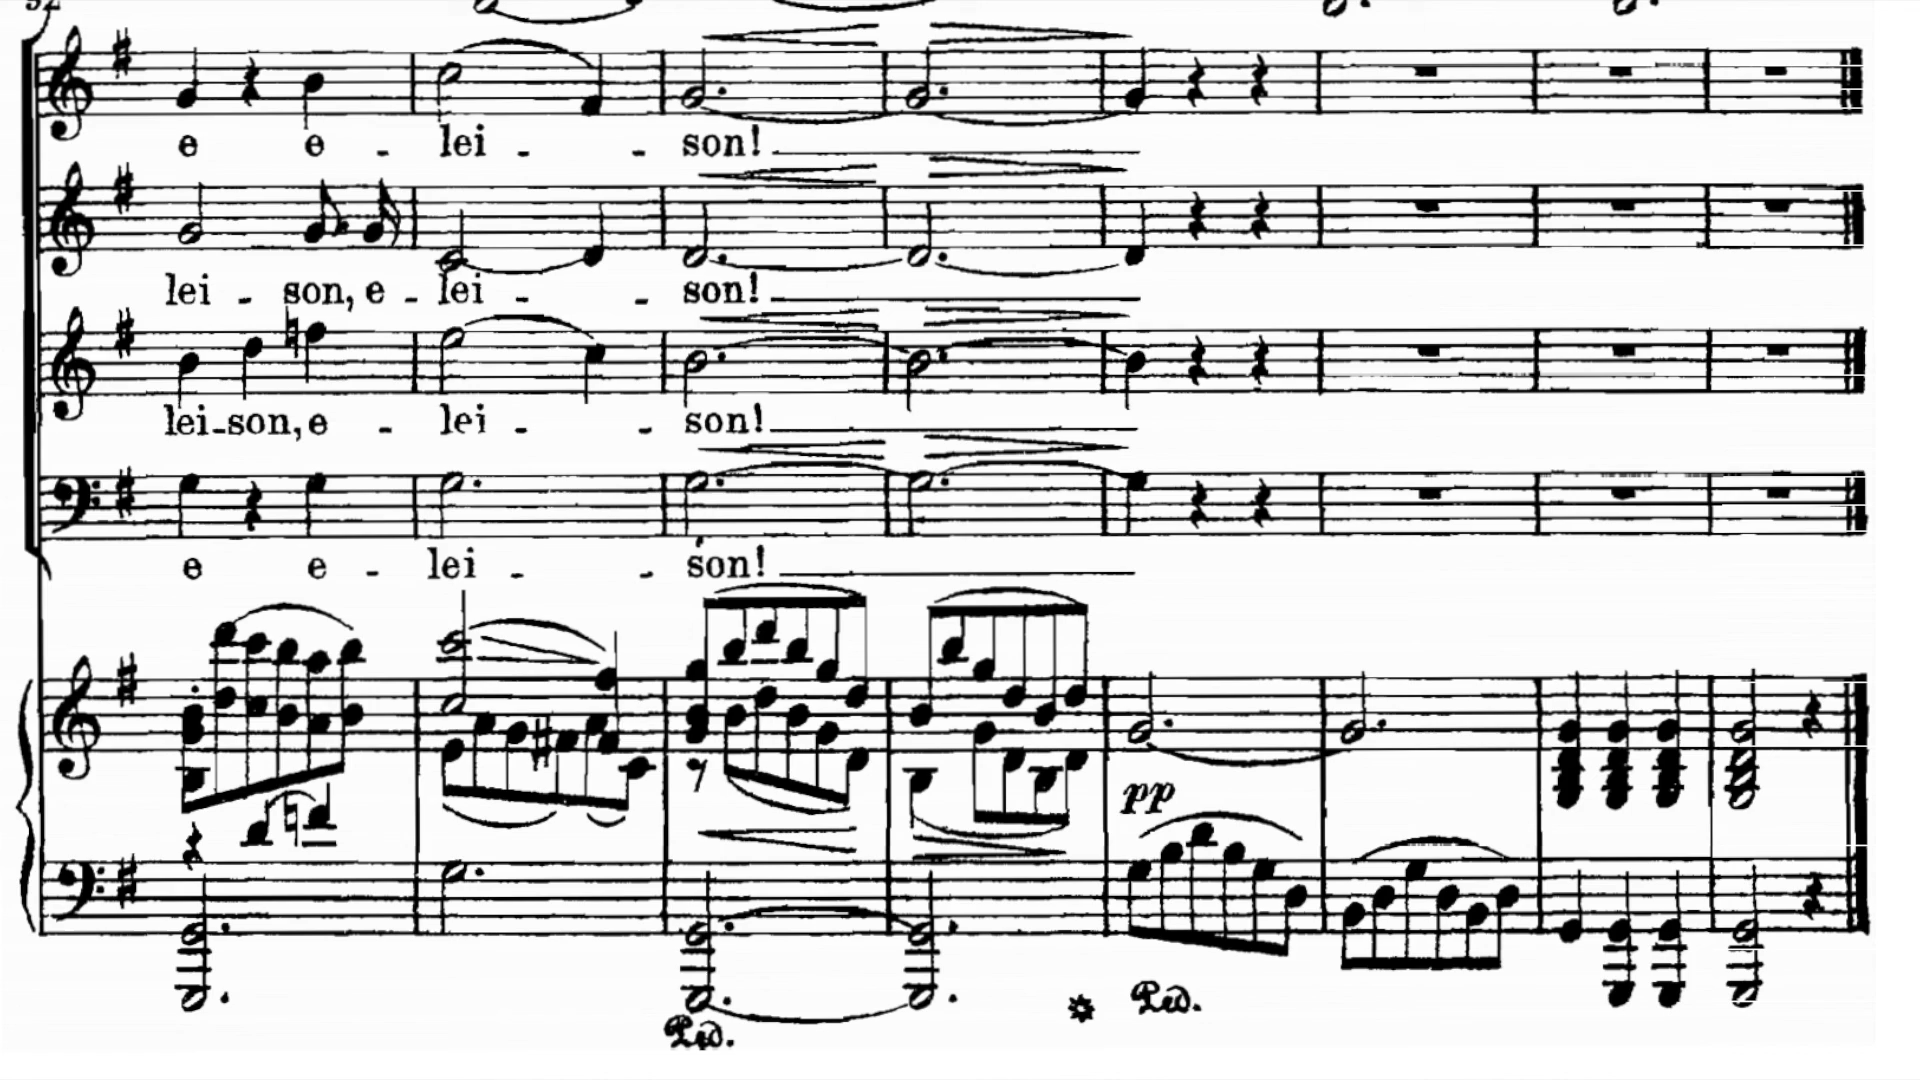 e e - lei - - son!
lei - son, e - lei - - son!
lei-son, e - lei - - son!
e e - lei - - son!
pp
Ped. * Ped.